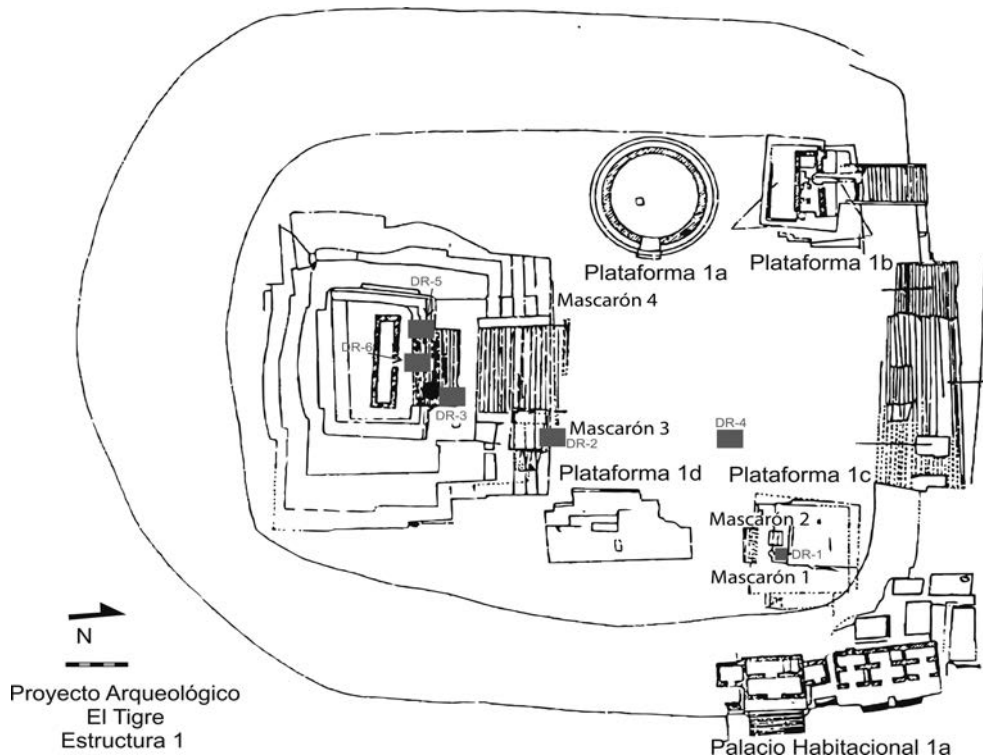 Plataforma 1a
Plataforma 1b
DR-5
Mascarón 4
DR-6
DR-3
Mascarón 3
DR-2
DR-4
Plataforma 1d
Plataforma 1c
Mascarón 2
DR-1
Mascarón 1
N
Proyecto Arqueológico
El Tigre
Estructura 1
Palacio Habitacional 1a